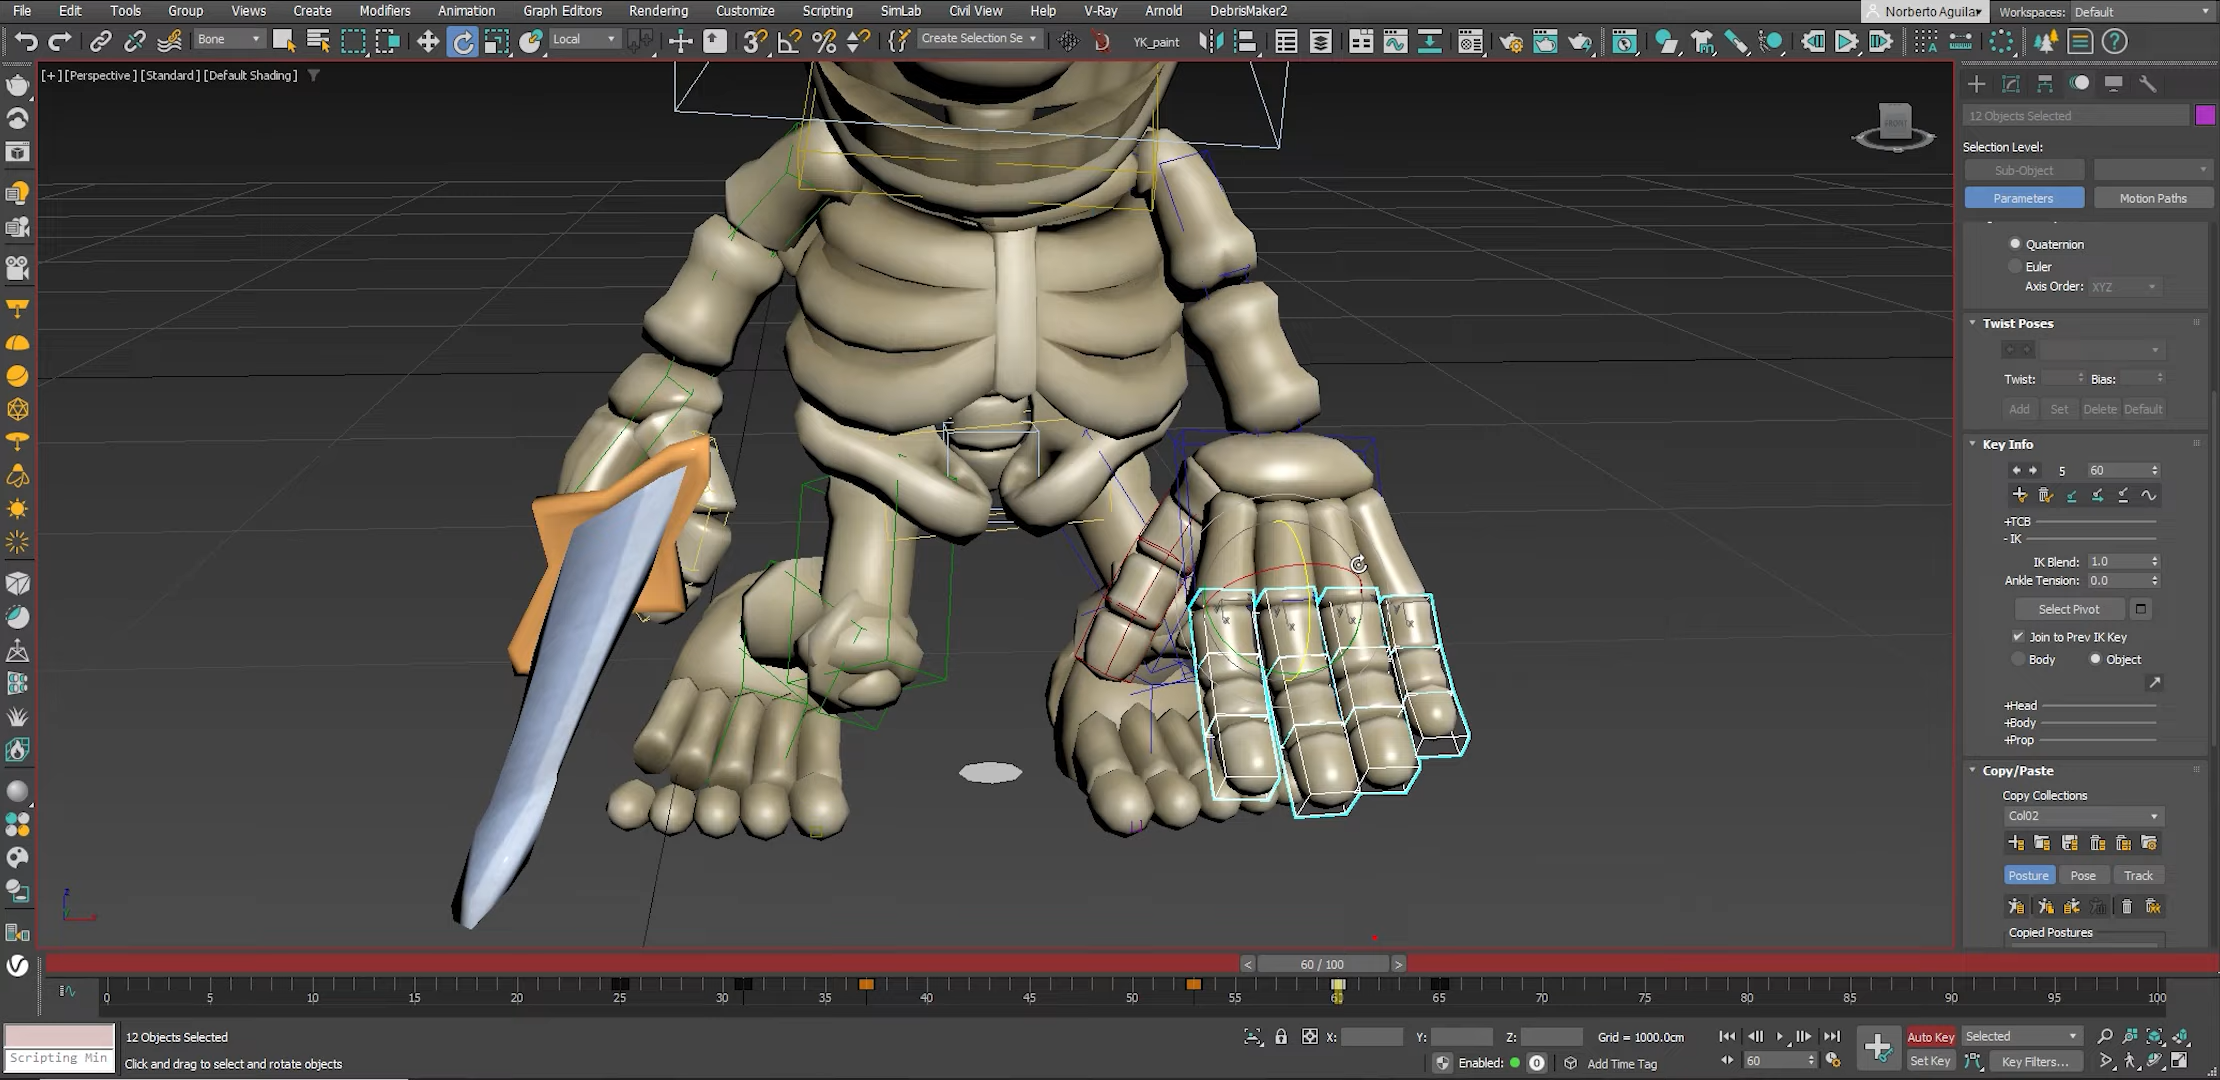 File Edit Tools Group Views Create Modifiers Animation Graph Editors Rendering Customize Scripting SimLab Civil View Help V-Ray Arnold DebrisMaker2 Norberto Aguilar Workspaces: Default
Bone Local Create Selection Se YK_paint
[+] [Perspective ] [Standard ] [Default Shading ]
FRONT
12 Objects Selected
Selection Level:
Sub-Object
Parameters Motion Paths
Quaternion
Euler
Axis Order: XYZ
Twist Poses
Twist: Bias:
Add Set Delete Default
Key Info
5 60
+TCB
-IK
IK Blend: 1.0
Ankle Tension: 0.0
Select Pivot
Join to Prev IK Key
Body Object
+Head
+Body
+Prop
Copy/Paste
Copy Collections
Col02
Posture Pose Track
Copied Postures
< 60 / 100 >
0 5 10 15 20 25 30 35 40 45 50 55 60 65 70 75 80 85 90 95 100
12 Objects Selected X: Y: Z: Grid = 1000.0cm Auto Key Selected
Scripting Min Click and drag to select and rotate objects Enabled: 0 Add Time Tag 60 Set Key Key Filters...